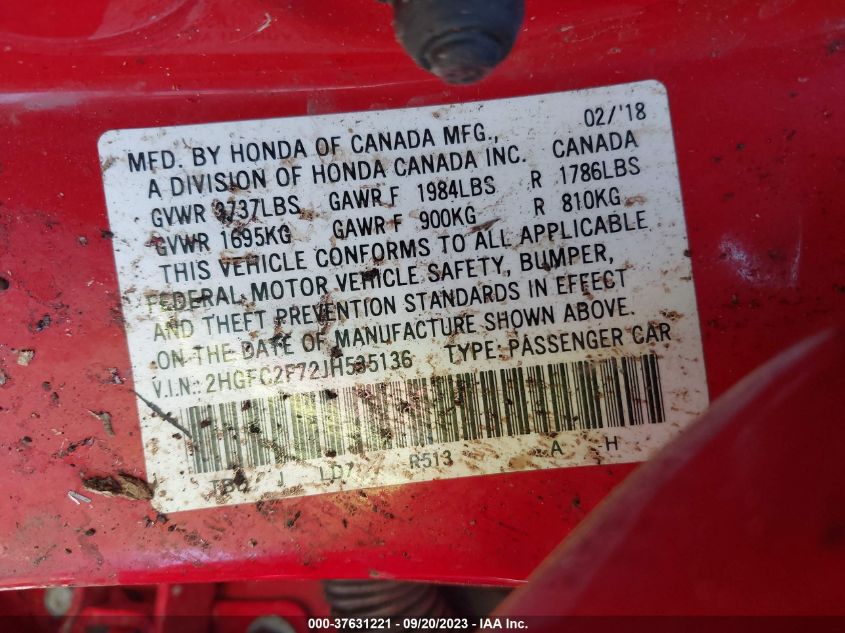 02/'18
MFD. BY HONDA OF CANADA MFG.,
A DIVISION OF HONDA CANADA INC. CANADA
GVWR 3737LBS GAWR F 1984LBS R 1786LBS
GVWR 1695KG GAWR F 900KG R 810KG
THIS VEHICLE CONFORMS TO ALL APPLICABLE
FEDERAL MOTOR VEHICLE SAFETY, BUMPER,
AND THEFT PREVENTION STANDARDS IN EFFECT
ON THE DATE OF MANUFACTURE SHOWN ABOVE.
V.I.N.: 2HGFC2F72JH535136 TYPE: PASSENGER CAR
J R513 A H
000-37631221 - 09/20/2023 - IAA Inc.